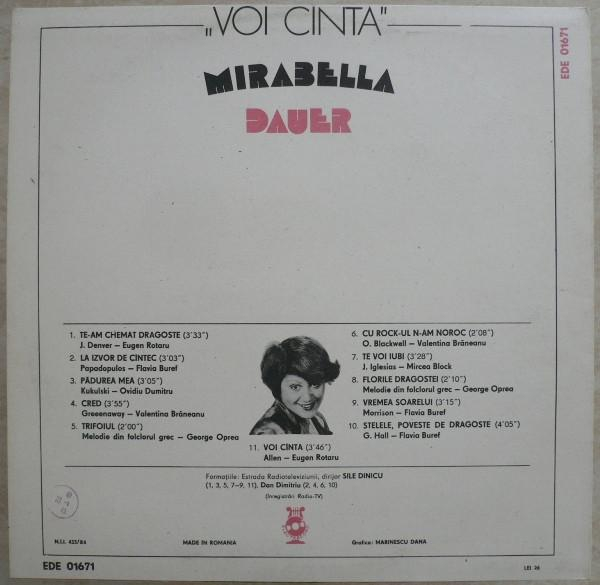 „VOI CINTA”
EDE 01671
MIRABELLA
DAUER
1. TE-AM CHEMAT DRAGOSTE (3'33”)
J. Denver – Eugen Rotaru
2. LA IZVOR DE CÎNTEC (3'03”)
Papadopulos – Flavia Buref
3. PĂDUREA MEA (3'05”)
Kukulski – Ovidiu Dumitru
4. CRED (3'55”)
Greeenaway – Valentina Brăneanu
5. TRIFOIUL (2'00”)
Melodie din folclorul grec – George Oprea
6. CU ROCK-UL N-AM NOROC (2'08”)
O. Blackwell – Valentina Brăneanu
7. TE VOI IUBI (3'28”)
J. Iglesias – Mircea Block
8. FLORILE DRAGOSTEI (2'10”)
Melodie din folclorul grec – George Oprea
9. VREMEA SOARELUI (3'15”)
Morrison – Flavia Buref
10. STELELE, POVESTE DE DRAGOSTE (4'05”)
G. Hall – Flavia Buref
11. VOI CÎNTA (3'46”)
Allen – Eugen Rotaru
Formațiile: Estrada Radioteleviziunii, dirijor SILE DINICU
(1, 3, 5, 7–9, 11), Dan Dimitriu (2, 4, 6, 10)
(Înregistrări Radio-TV)
N.I.I. 455/84
MADE IN ROMANIA
Grafica: MARINESCU DANA
EDE 01671
LEI 26